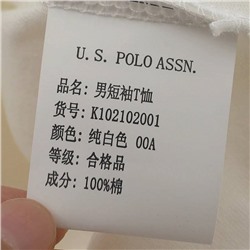 U.S. POLO ASSN.
品名: 男短袖T恤
货号: K102102001
颜色: 纯白色 00A
等级: 合格品
成分: 100%棉